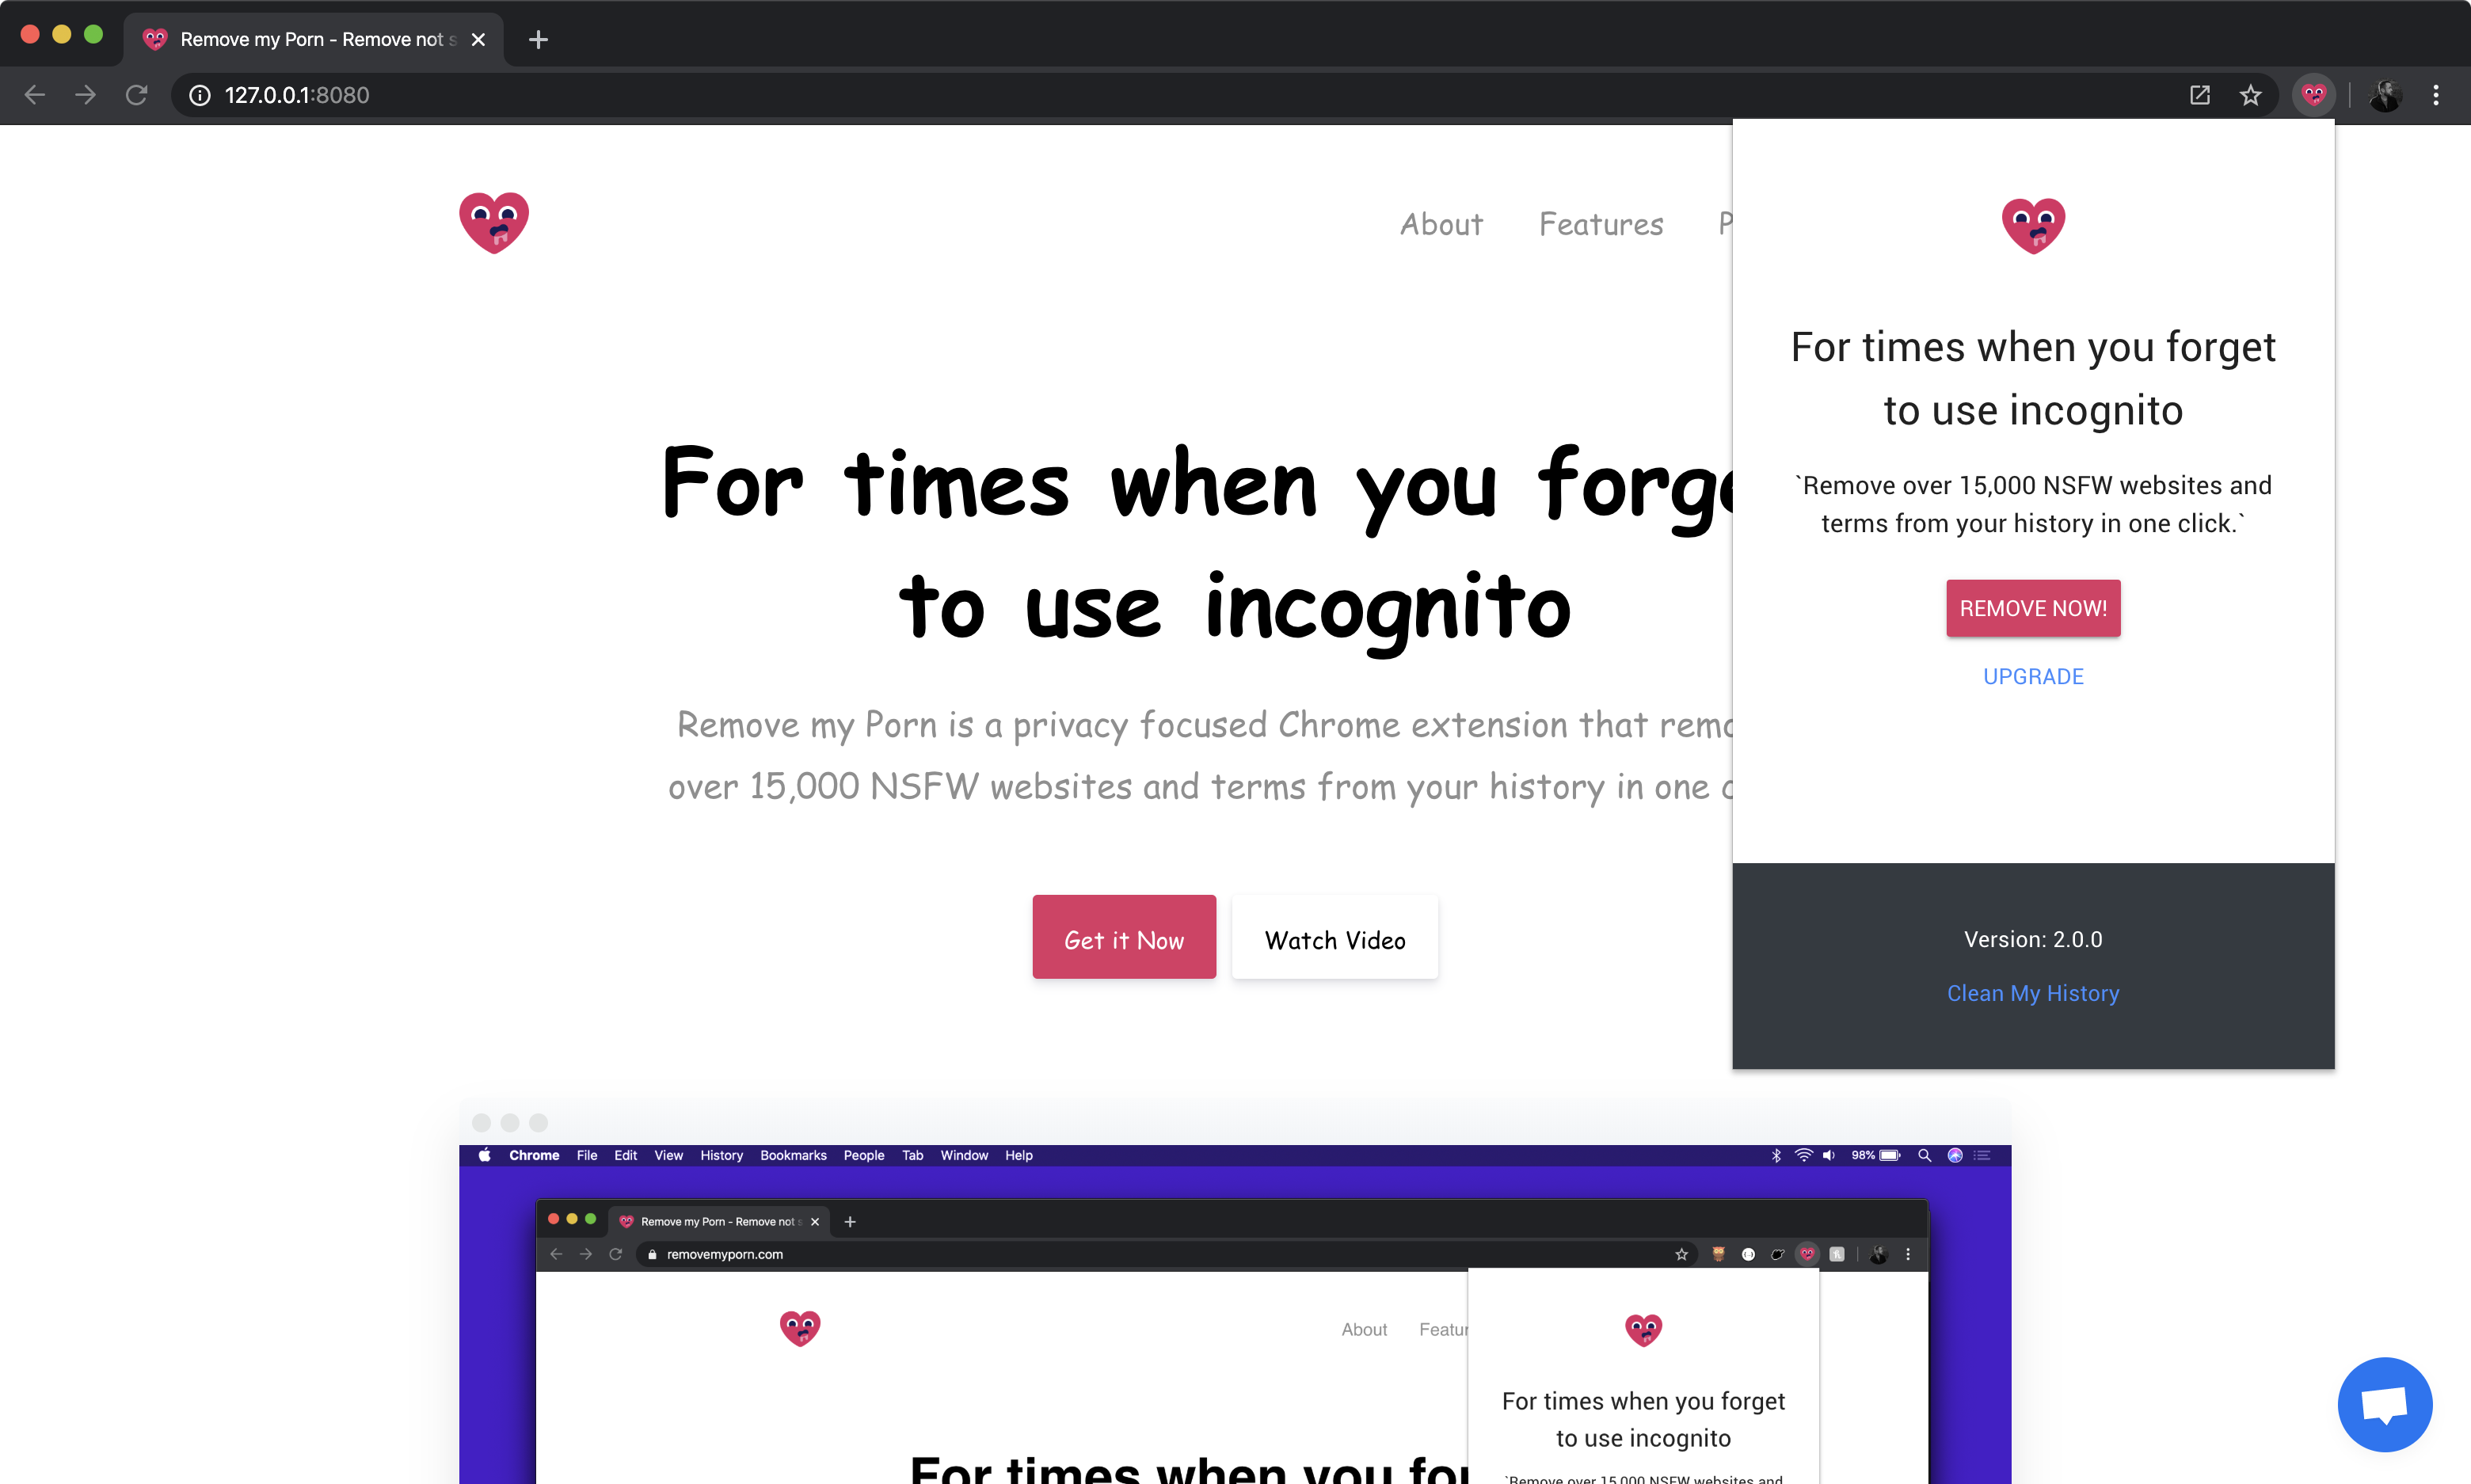 Remove my Porn - Remove not s
127.0.0.1:8080
About Features P
For times when you forge
to use incognito
Remove my Porn is a privacy focused Chrome extension that remo
over 15,000 NSFW websites and terms from your history in one c
Get it Now Watch Video
For times when you forget
to use incognito
`Remove over 15,000 NSFW websites and
terms from your history in one click.`
REMOVE NOW!
UPGRADE
Version: 2.0.0
Clean My History
Chrome File Edit View History Bookmarks People Tab Window Help 98%
Remove my Porn - Remove not s
removemyporn.com
About Featur
For times when you forget
to use incognito
For times when you for
`Remove over 15,000 NSFW websites and